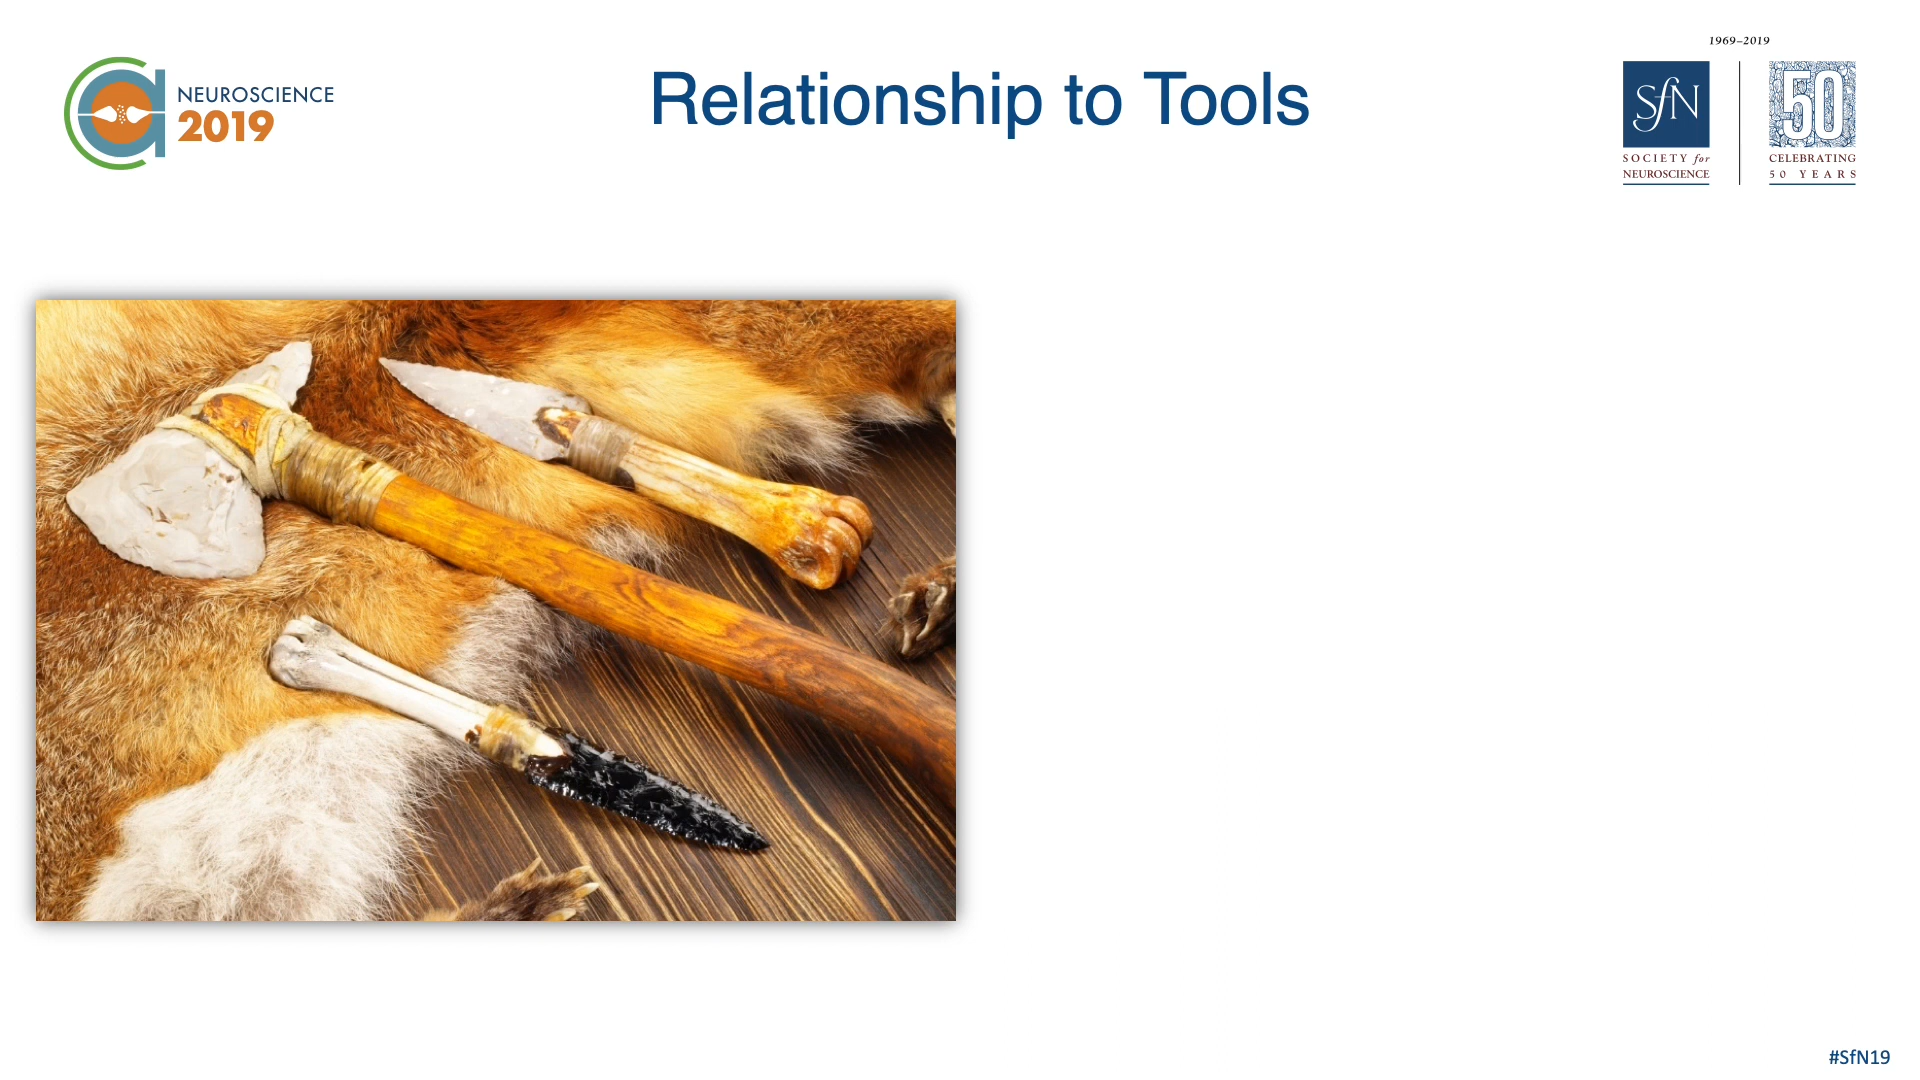 NEUROSCIENCE
2019
Relationship to Tools
1969–2019
SfN
SOCIETY for
NEUROSCIENCE
50
CELEBRATING
50 YEARS
#SfN19